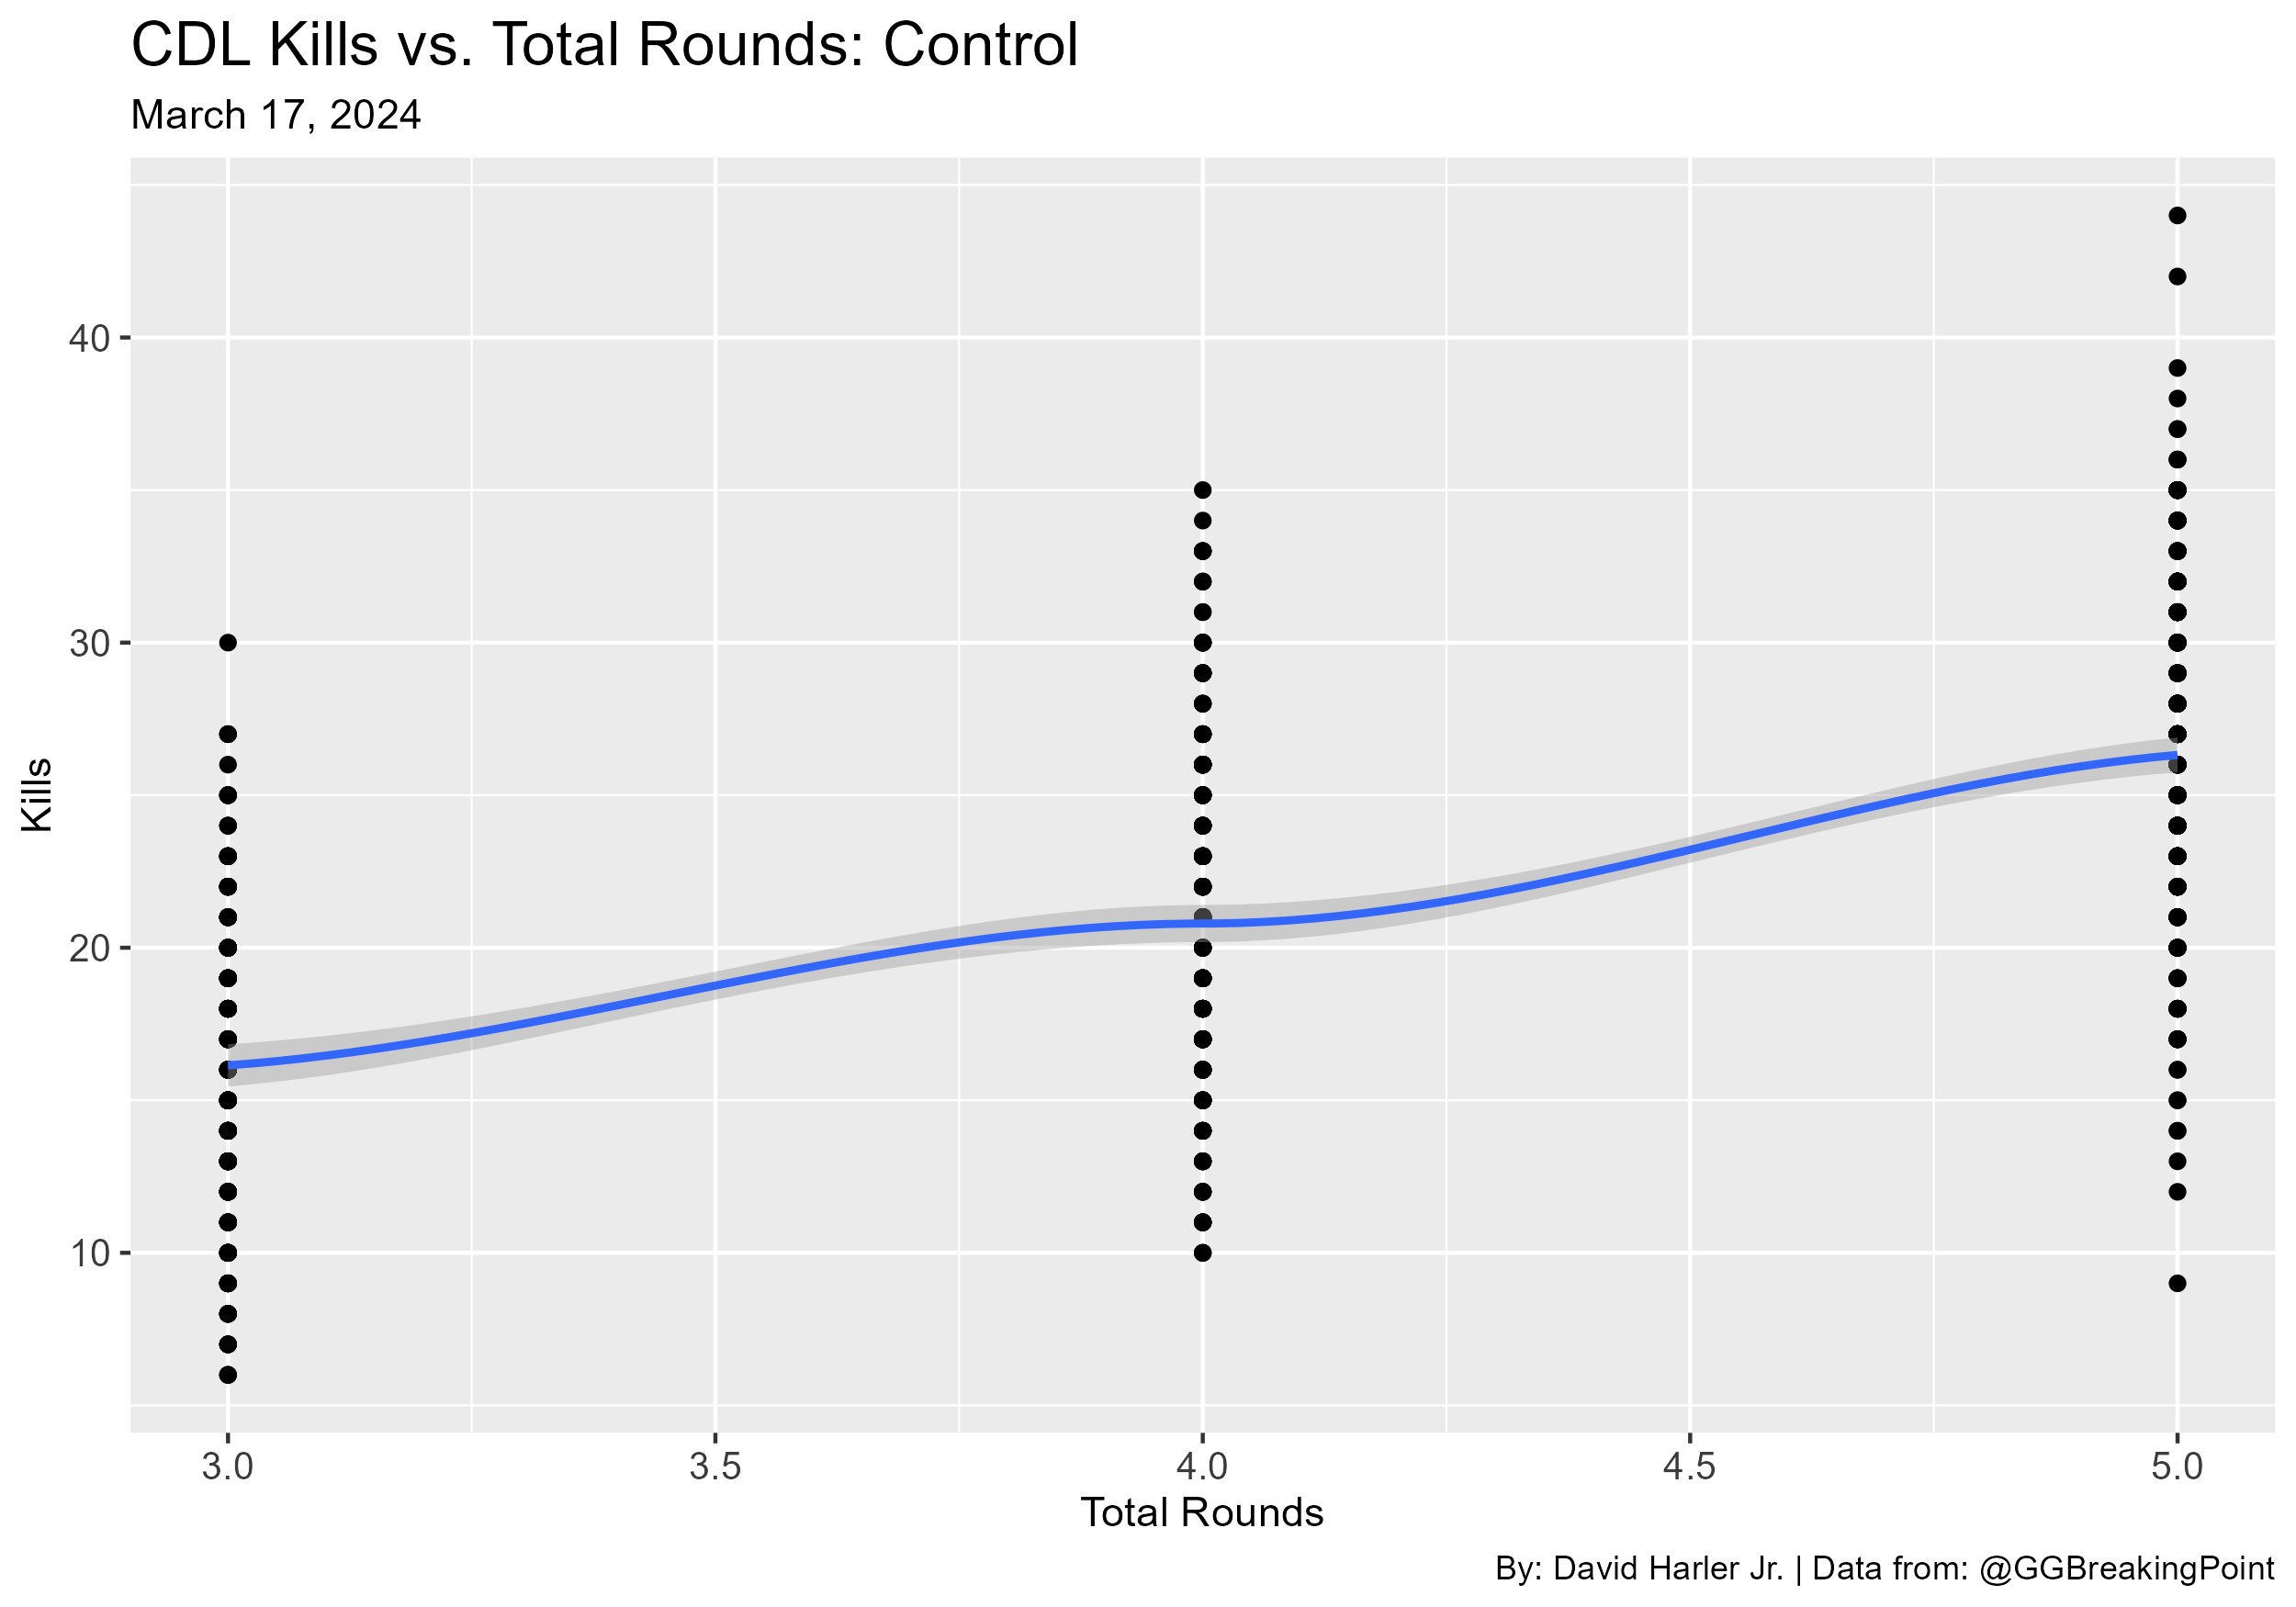 CDL Kills vs. Total Rounds: Control
March 17, 2024
Kills
40
30
20
10
3.0 3.5 4.0 4.5 5.0
Total Rounds
By: David Harler Jr. | Data from: @GGBreakingPoint